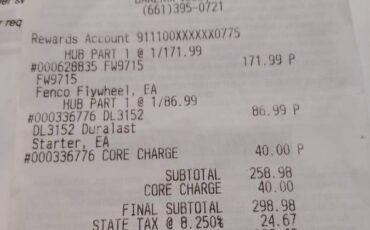 (661)395-0721
Rewards Account 911100XXXXXX0775
HUB PART 1 @ 1/171.99
#000628835 FW9715 171.99 P
FW9715
Fenco Flywheel, EA
HUB PART 1 @ 1/86.99
#000336776 DL3152 86.99 P
DL3152 Duralast
Starter, EA
#000336776 CORE CHARGE 40.00 P
SUBTOTAL 258.98
CORE CHARGE 40.00
FINAL SUBTOTAL 298.98
STATE TAX @ 8.250% 24.67